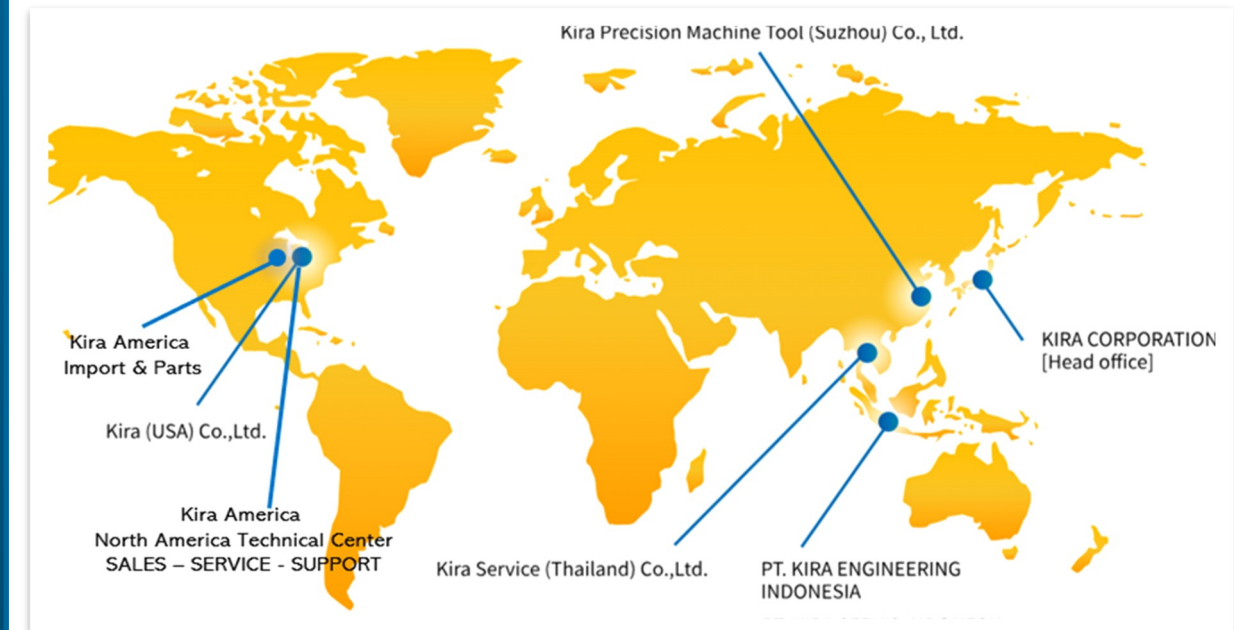 Kira Precision Machine Tool (Suzhou) Co., Ltd.
KIRA CORPORATION
[Head office]
Kira America
Import & Parts
Kira (USA) Co.,Ltd.
Kira America
North America Technical Center
SALES – SERVICE - SUPPORT
Kira Service (Thailand) Co.,Ltd.
PT. KIRA ENGINEERING
INDONESIA